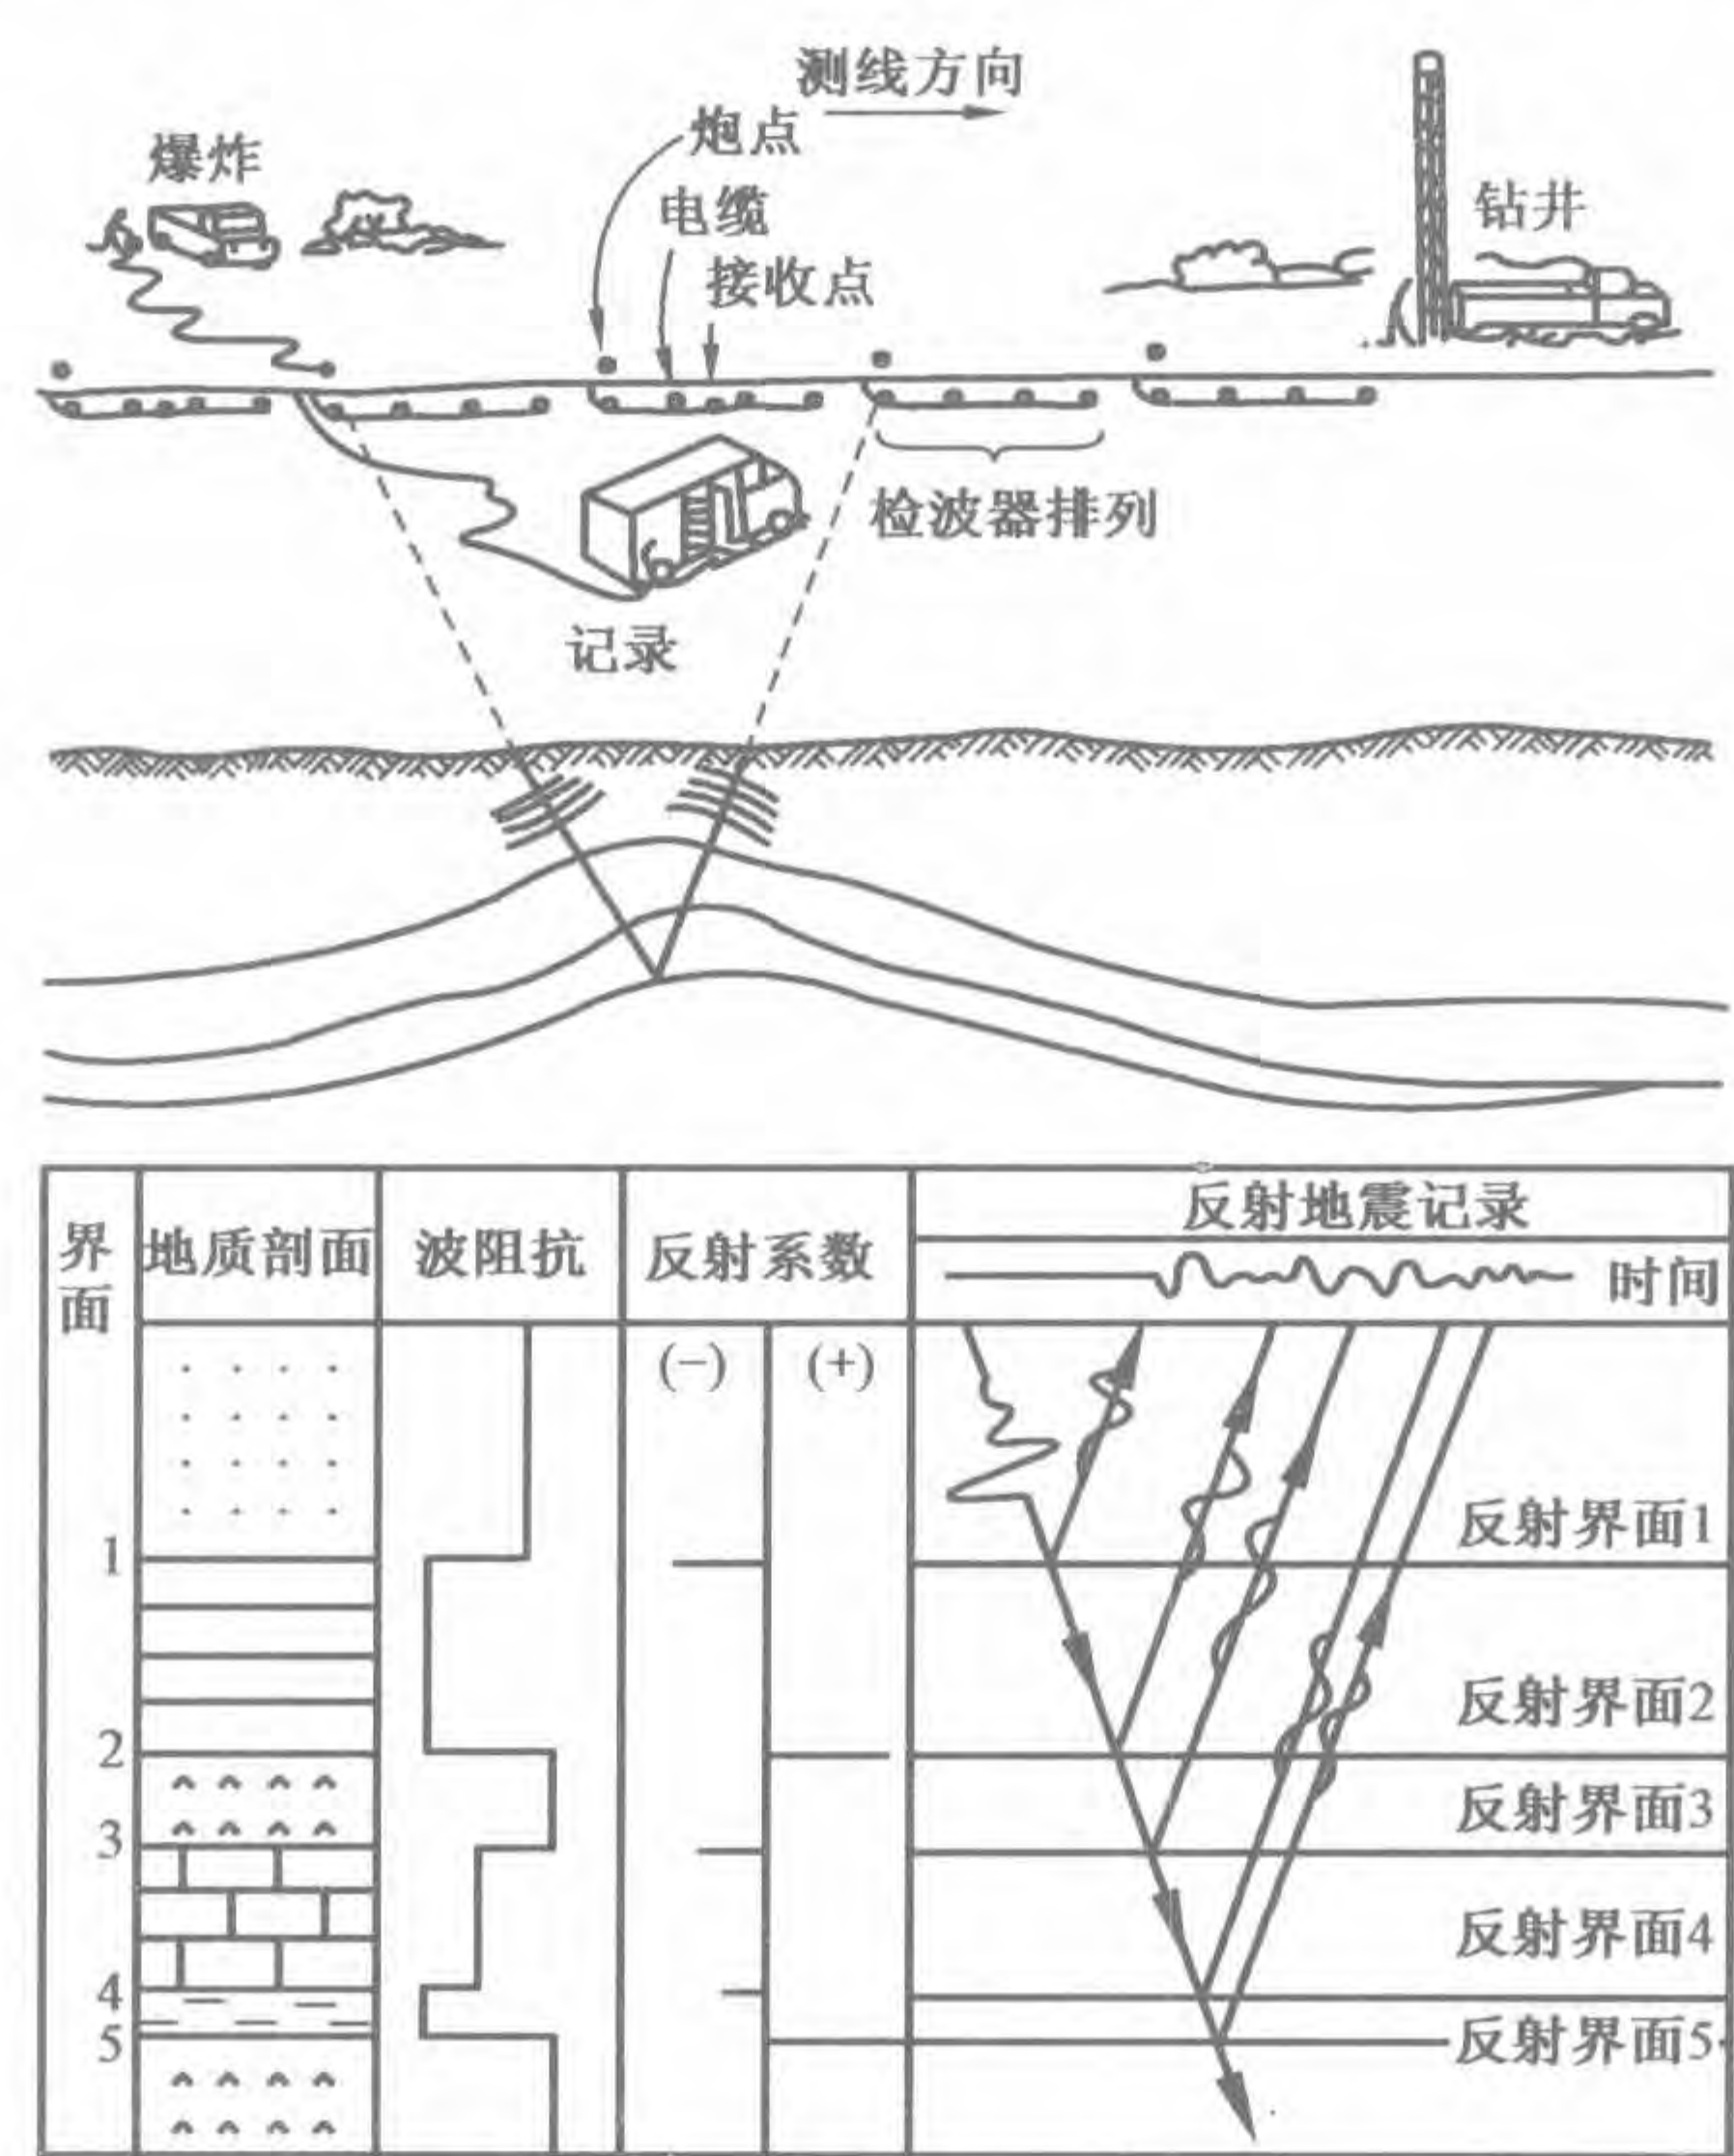 测线方向
炮点
爆炸
电缆
钻井
接收点
检波器排列
记录
界面
地质剖面
波阻抗
反射系数
反射地震记录
时间
(−)
(+)
1
反射界面1
2
反射界面2
3
反射界面3
4
反射界面4
5
反射界面5